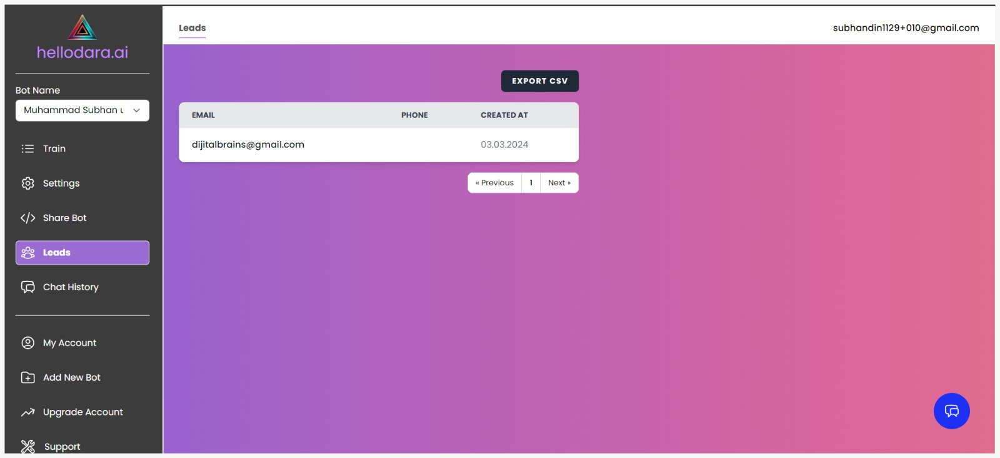 hellodara.ai
Bot Name
Muhammad Subhan
Train
Settings
Share Bot
Leads
Chat History
My Account
Add New Bot
Upgrade Account
Support
Leads
subhandin1129+010@gmail.com
EXPORT CSV
EMAIL PHONE CREATED AT
dijitalbrains@gmail.com 03.03.2024
« Previous 1 Next »